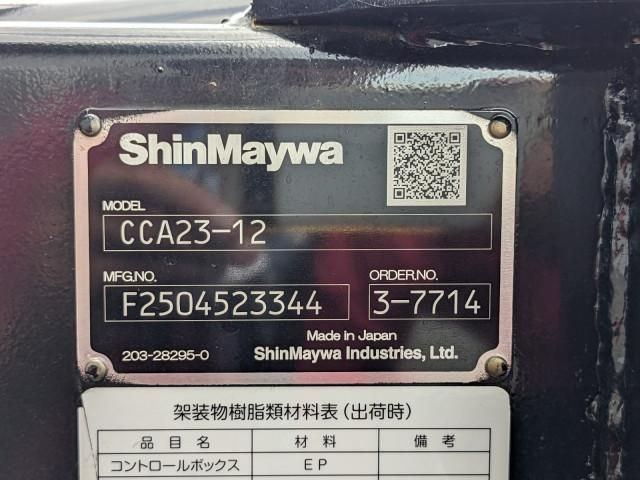 ShinMaywa
MODEL
CCA23-12
MFG.NO. ORDER.NO.
F2504523344 3-7714
Made in Japan
203-28295-0 ShinMaywa Industries, Ltd.
架装物樹脂類材料表(出荷時)
品目名 材料 備考
コントロールボックス EP